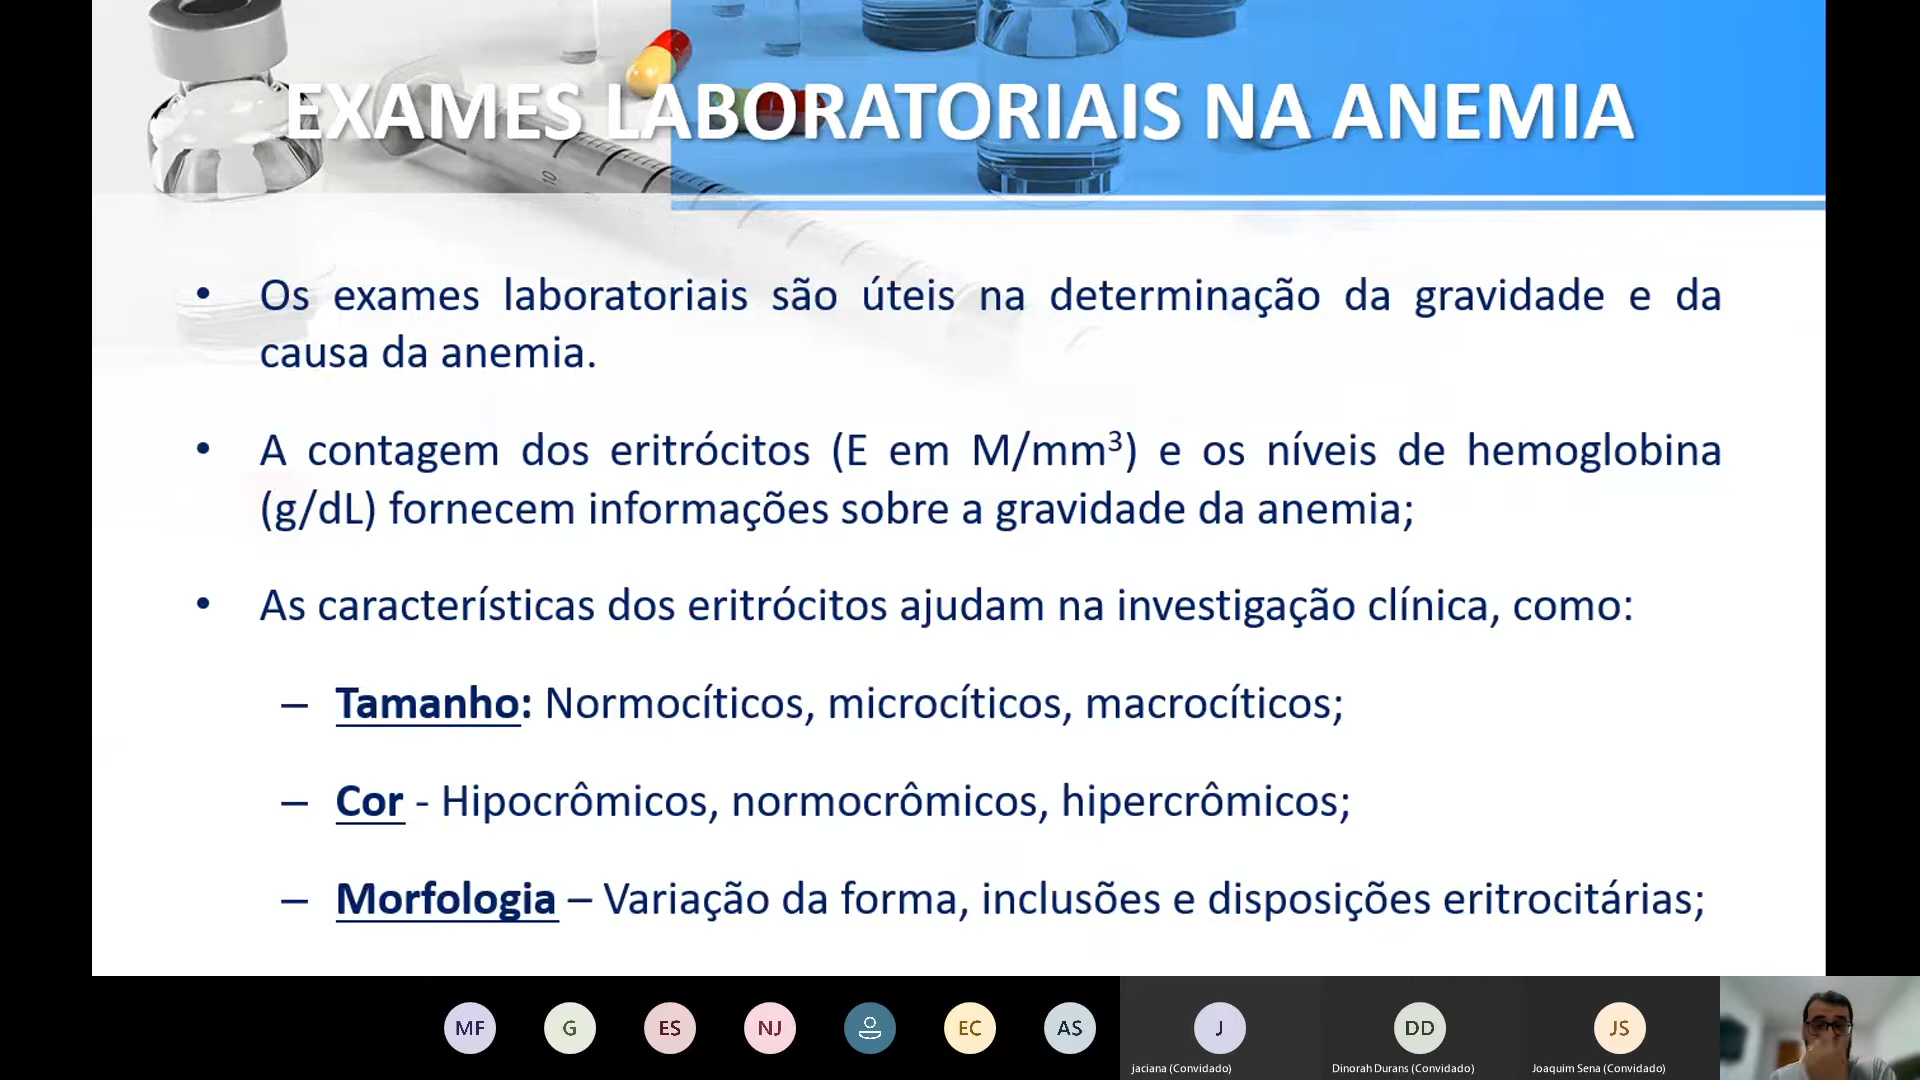 EXAMES LABORATORIAIS NA ANEMIA
10
• Os exames laboratoriais são úteis na determinação da gravidade e da
causa da anemia.
• A contagem dos eritrócitos (E em M/mm³) e os níveis de hemoglobina
(g/dL) fornecem informações sobre a gravidade da anemia;
• As características dos eritrócitos ajudam na investigação clínica, como:
– Tamanho: Normocíticos, microcíticos, macrocíticos;
– Cor - Hipocrômicos, normocrômicos, hipercrômicos;
– Morfologia – Variação da forma, inclusões e disposições eritrocitárias;
MF G ES NJ EC AS J DD JS
jaciana (Convidado) Dinorah Durans (Convidado) Joaquim Sena (Convidado)